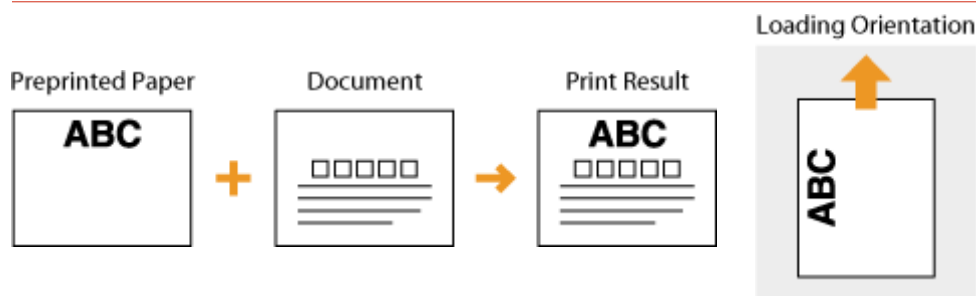 Loading Orientation
Preprinted Paper
Document
Print Result
ABC
ABC
ABC